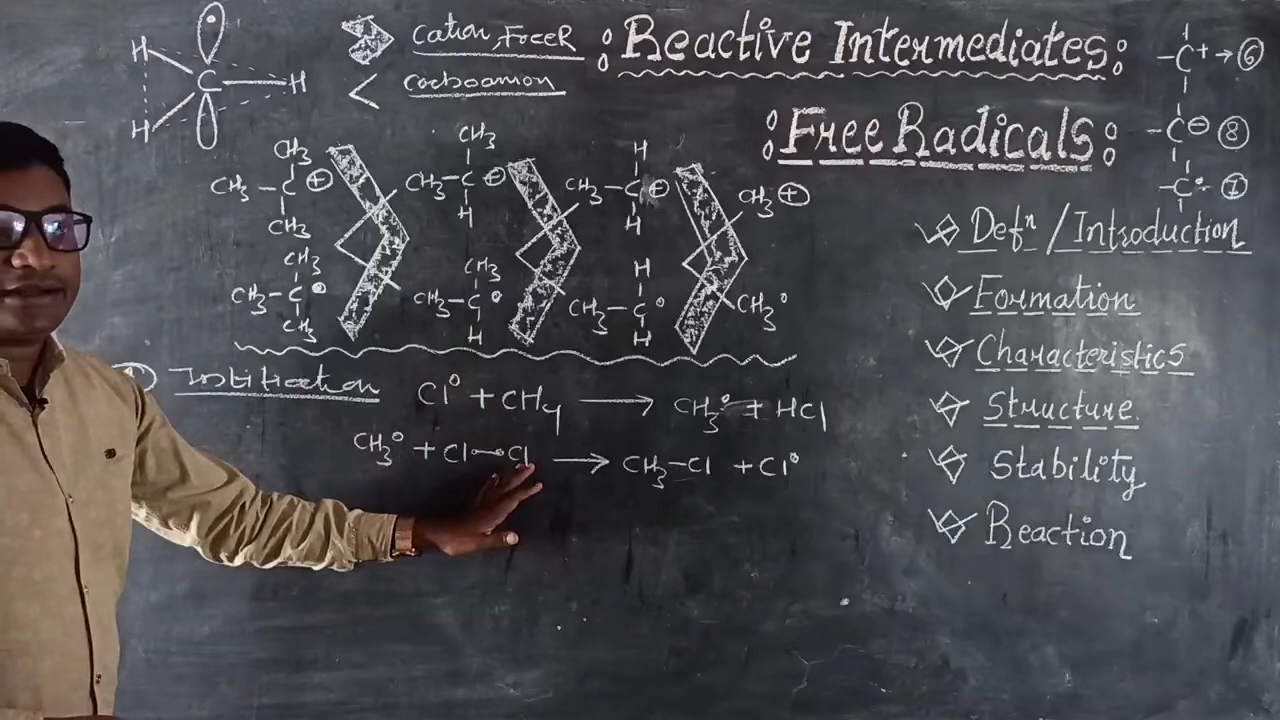 Reactive Intermediates
Free Radicals
Cation, FreeR
Carboanion
H
C
H
H
-C+ → 6
-C⊖ 8
-C• 7
CH₃
CH₃ – C ⊕
CH₃
CH₃
CH₃ – C ⊕
H
H
CH₃ – C ⊕
H
CH₃ ⊕
CH₃
CH₃ – C •
CH₃
CH₃
CH₃ – C °
H
H
CH₃ – C °
H
CH₃°
Cl° + CH₄ → CH₃° + HCl
CH₃° + Cl–Cl → CH₃–Cl + Cl°
Defⁿ / Introduction
Formation
Characteristics
Structure.
Stability
Reaction